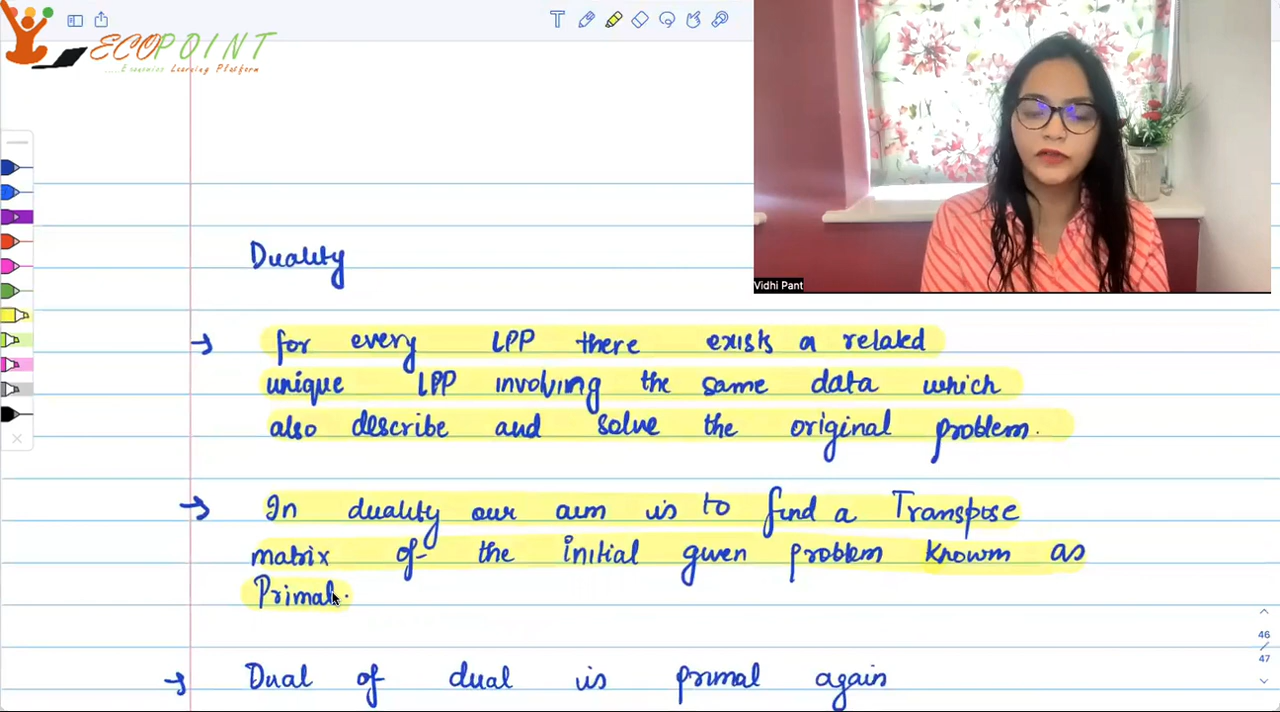 ECOPOINT
.....Economics Learning Platform
T
Vidhi Pant
Duality
→ for every LPP there exists a related
unique LPP involving the same data which
also describe and solve the original problem.
→ In duality our aim is to find a Transpose
matrix of the initial given problem known as
Primal.
→ Dual of dual is primal again
46
/
47